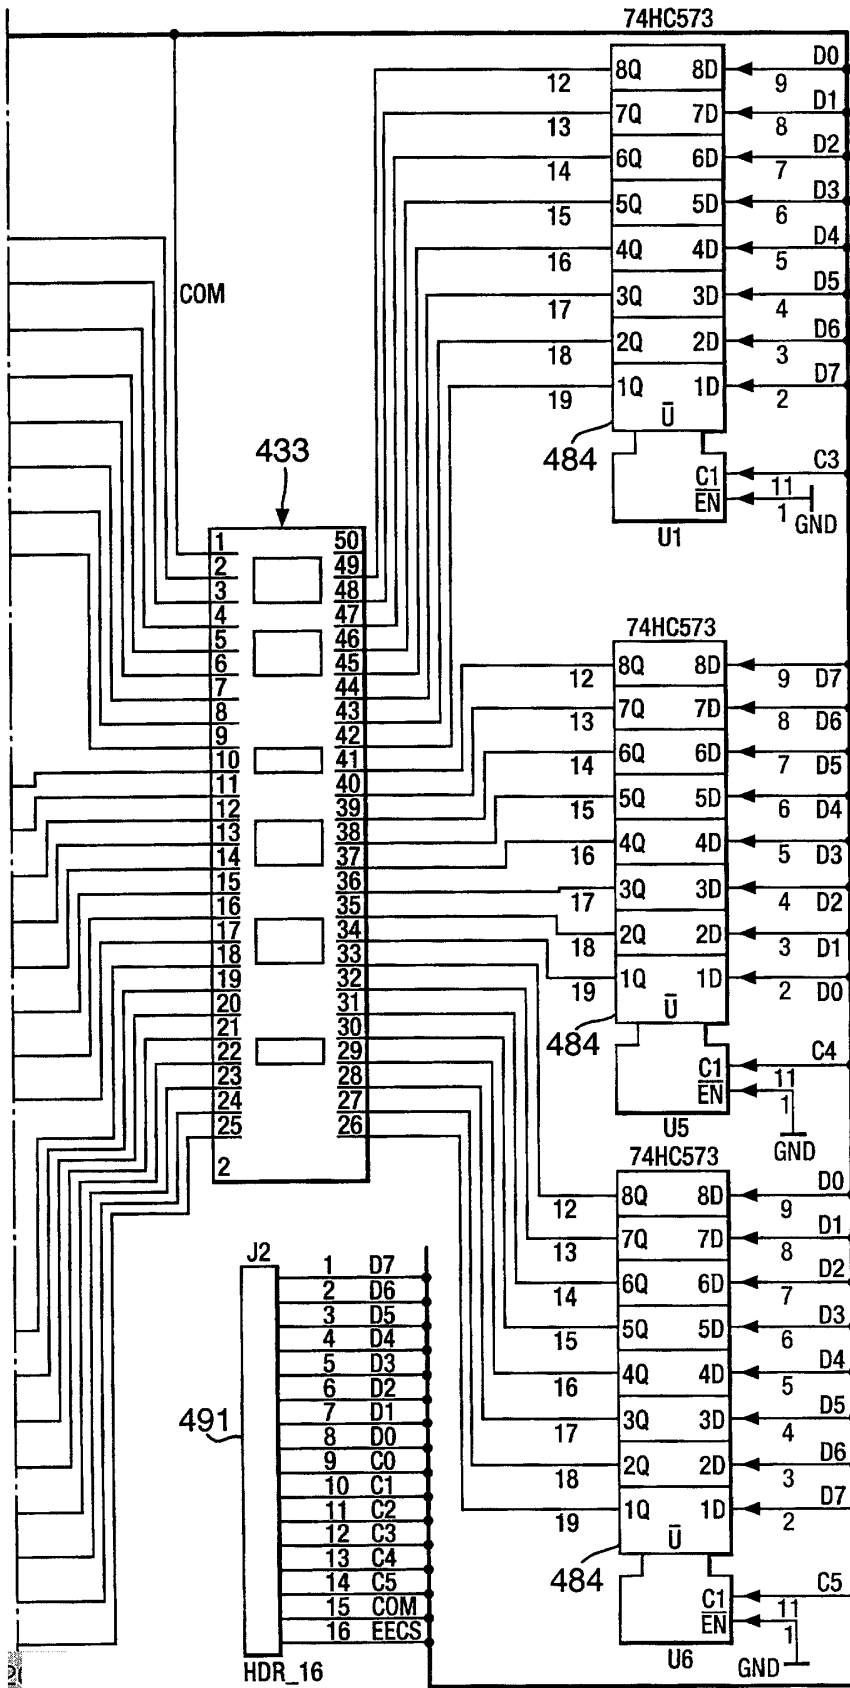 74HC573
12 8Q 8D 9 D0
13 7Q 7D 8 D1
14 6Q 6D 7 D2
15 5Q 5D 6 D3
16 4Q 4D 5 D4
17 3Q 3D 4 D5
18 2Q 2D 3 D6
19 1Q 1D 2 D7
U̅
484
C1 11 C3
E̅N̅ 1 GND
U1
COM
433
1 50
2 49
3 48
4 47
5 46
6 45
7 44
8 43
9 42
10 41
11 40
12 39
13 38
14 37
15 36
16 35
17 34
18 33
19 32
20 31
21 30
22 29
23 28
24 27
25 26
2
74HC573
12 8Q 8D 9 D7
13 7Q 7D 8 D6
14 6Q 6D 7 D5
15 5Q 5D 6 D4
16 4Q 4D 5 D3
17 3Q 3D 4 D2
18 2Q 2D 3 D1
19 1Q 1D 2 D0
U̅
484
C1 11 C4
E̅N̅ 1
U5 GND
74HC573
12 8Q 8D 9 D0
13 7Q 7D 8 D1
14 6Q 6D 7 D2
15 5Q 5D 6 D3
16 4Q 4D 5 D4
17 3Q 3D 4 D5
18 2Q 2D 3 D6
19 1Q 1D 2 D7
U̅
484
C1 11 C5
E̅N̅ 1
U6 GND
J2
1 D7
2 D6
3 D5
4 D4
5 D3
6 D2
7 D1
8 D0
9 C0
10 C1
11 C2
12 C3
13 C4
14 C5
15 COM
16 EECS
491
HDR_16